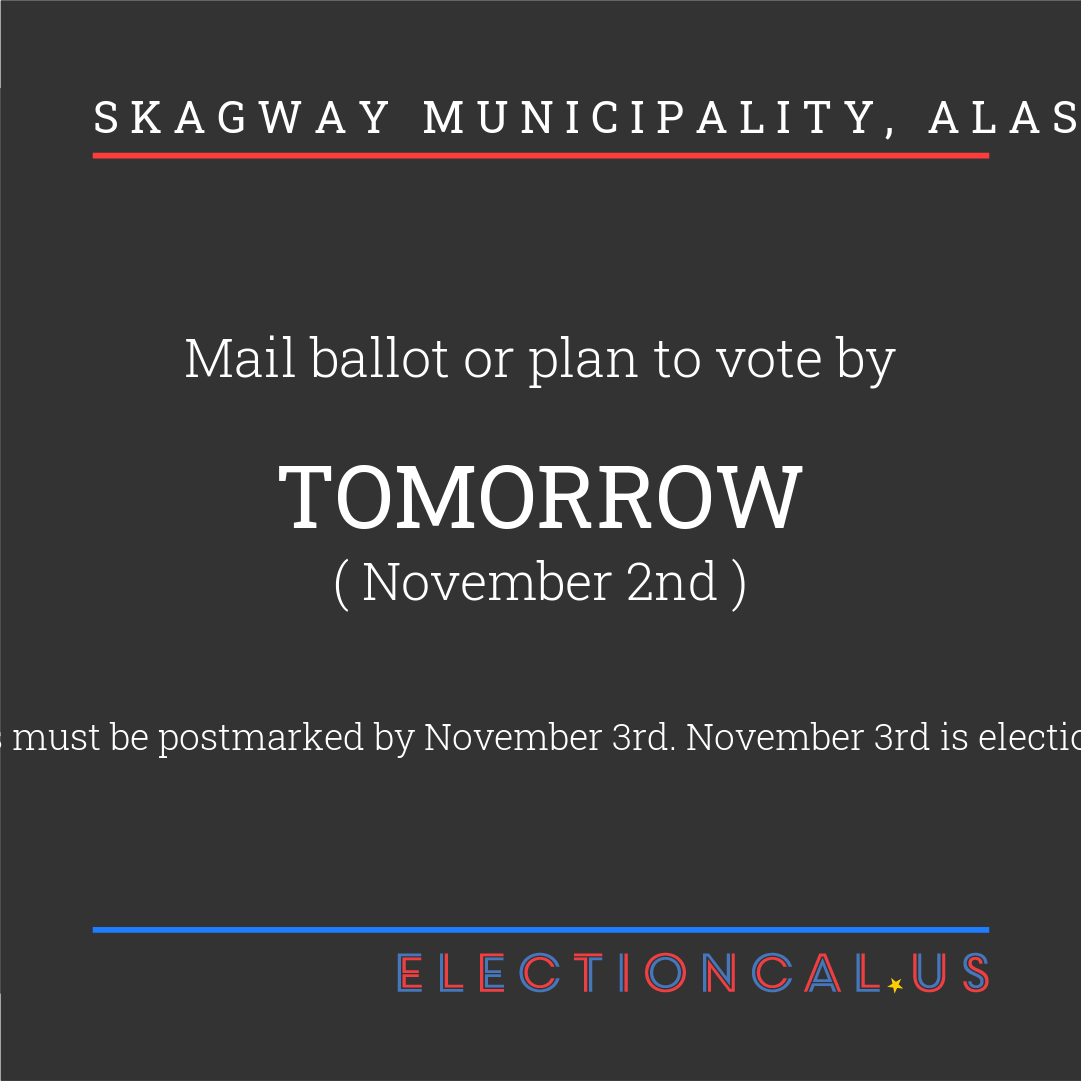 SKAGWAY MUNICIPALITY, ALAS
Mail ballot or plan to vote by
TOMORROW
( November 2nd )
s must be postmarked by November 3rd. November 3rd is electio
ELECTIONCAL.US